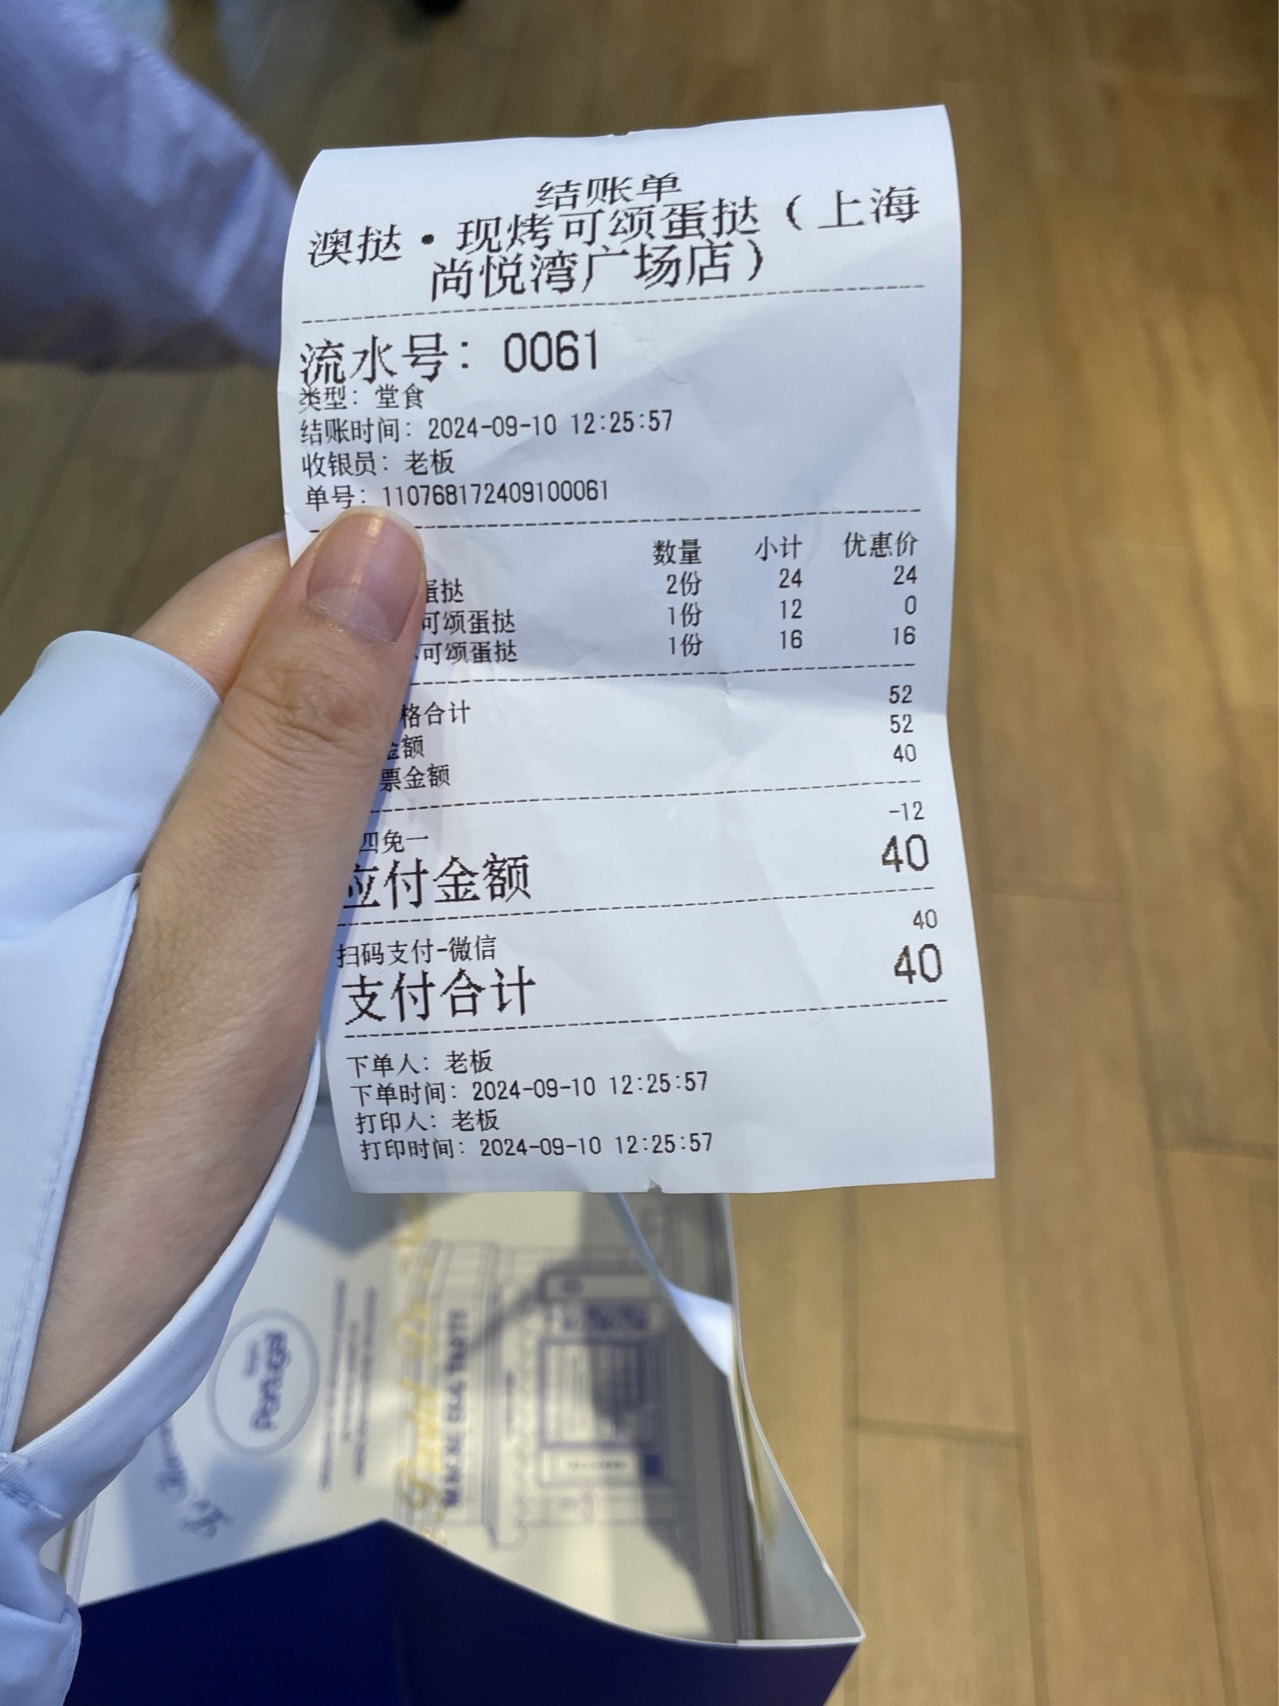 结账单
澳挞·现烤可颂蛋挞（上海
尚悦湾广场店）
流水号：0061
类型：堂食
结账时间：2024-09-10 12:25:57
收银员：老板
单号：110768172409100061
数量 小计 优惠价
蛋挞 2份 24 24
可颂蛋挞 1份 12 0
可颂蛋挞 1份 16 16
格合计 52
金额 52
票金额 40
四免一 -12
应付金额 40
扫码支付-微信 40
支付合计 40
下单人：老板
下单时间：2024-09-10 12:25:57
打印人：老板
打印时间：2024-09-10 12:25:57
Portugal
MACAU EGG TARTS